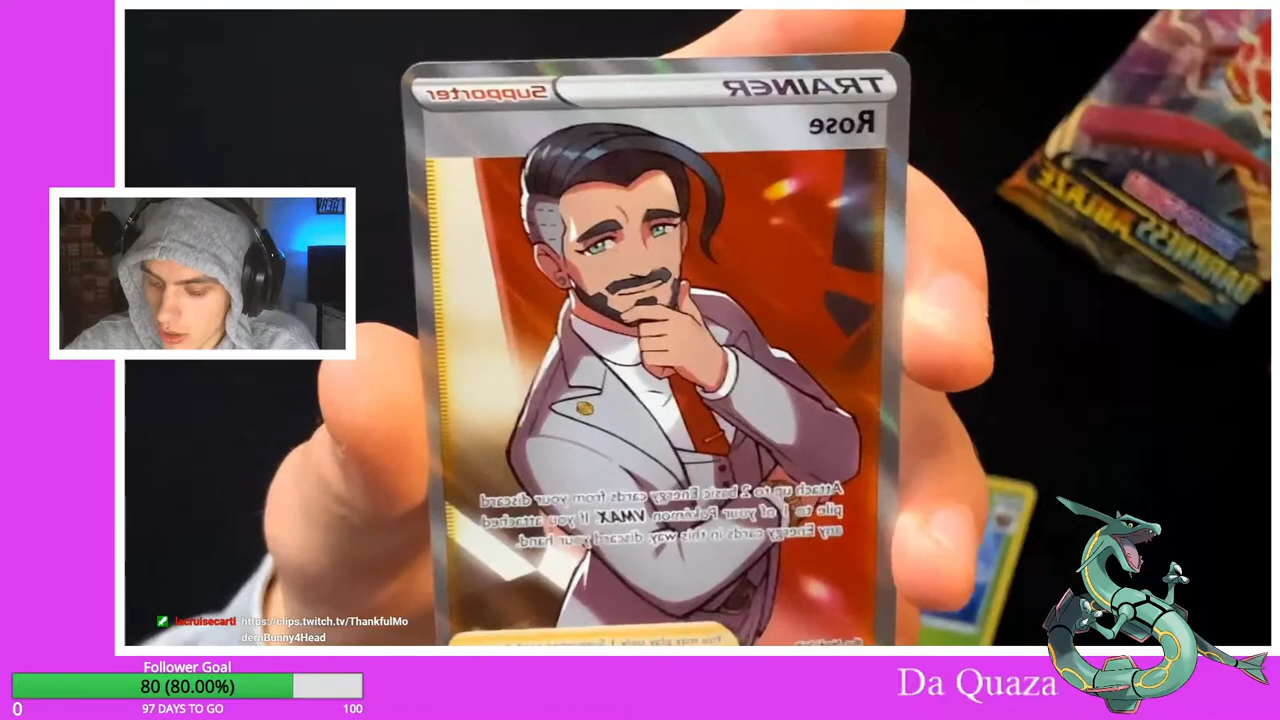 TRAINER Supporter
Rose
DARKNESS ABLAZE
Attach up to 2 basic Energy cards from your discard
pile to 1 of your Pokémon VMAX. If you attached
any Energy cards in this way, discard your hand.
lacruisecarti https://clips.twitch.tv/ThankfulMo
dernBunny4Head
Follower Goal
80 (80.00%)
0 97 DAYS TO GO 100
Da Quaza